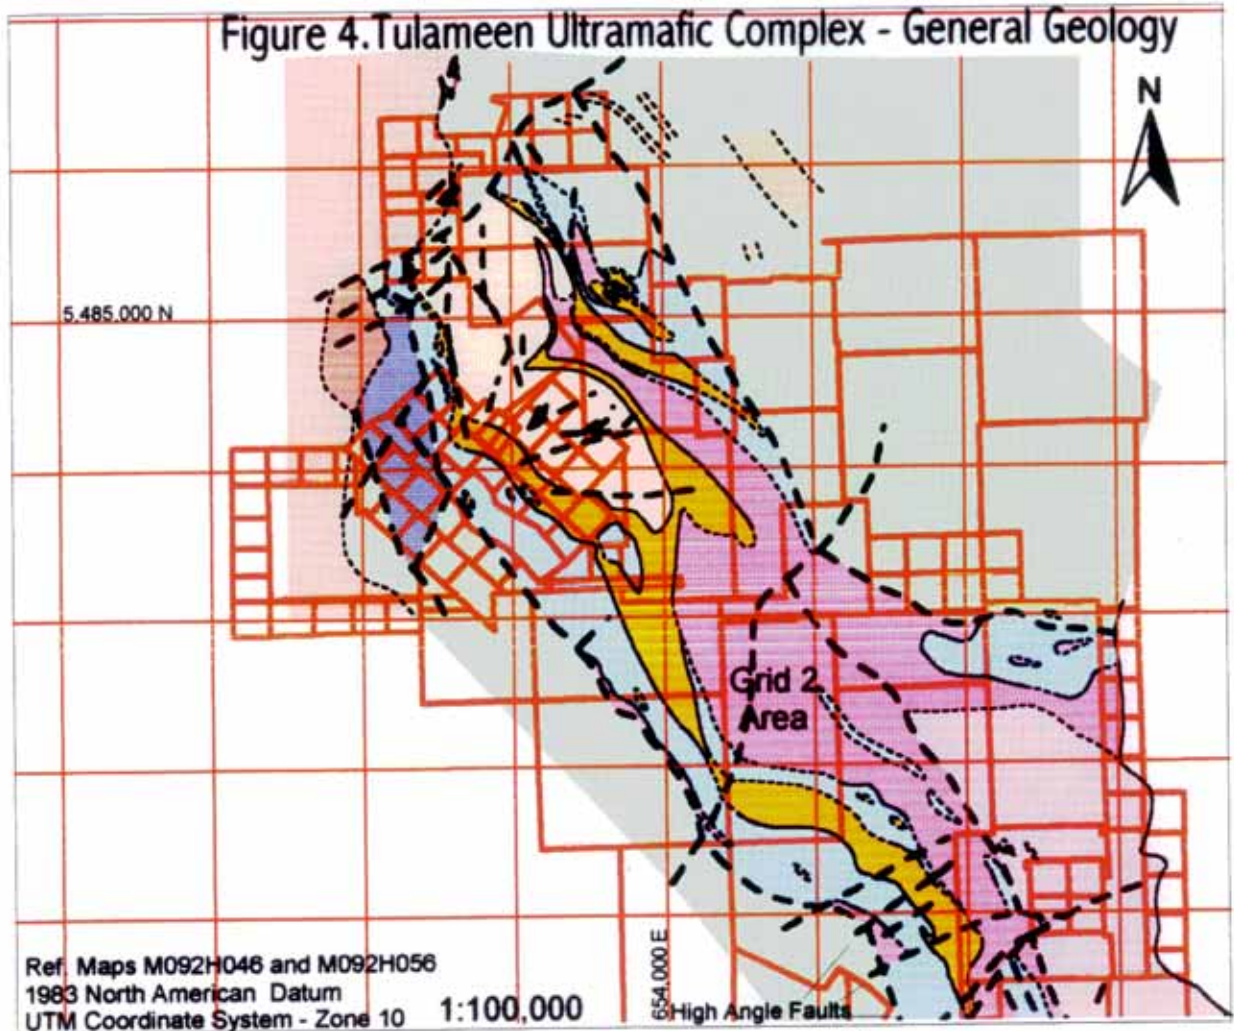 Figure 4.Tulameen Ultramafic Complex - General Geology
N
5,485,000 N
Grid 2
Area
Ref. Maps M092H046 and M092H056
1983 North American Datum
UTM Coordinate System - Zone 10
1:100,000
654,000 E
High Angle Faults